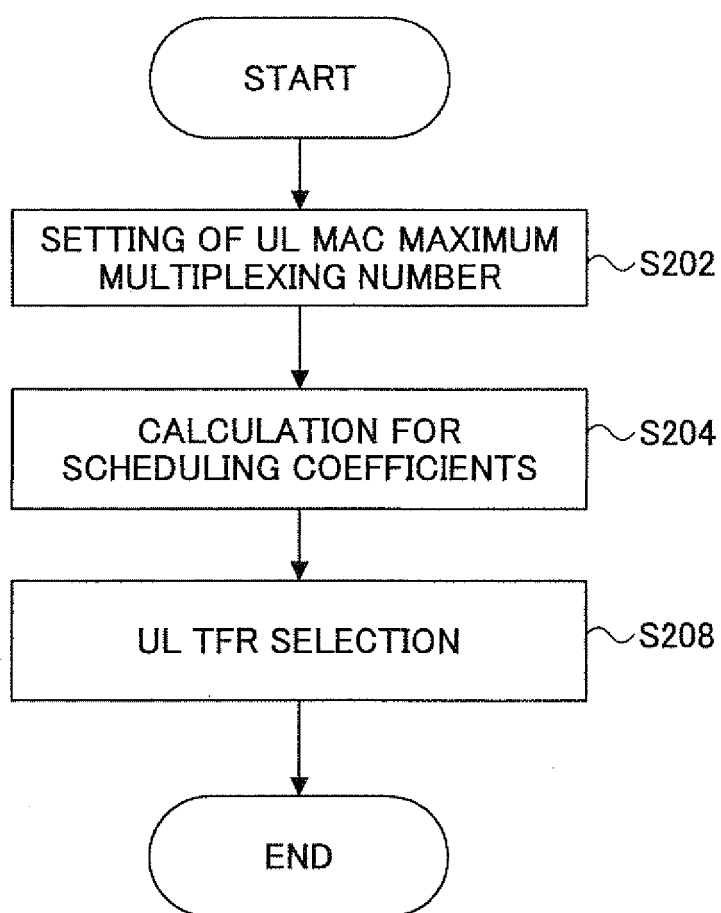 START
SETTING OF UL MAC MAXIMUM
MULTIPLEXING NUMBER
S202
CALCULATION FOR
SCHEDULING COEFFICIENTS
S204
UL TFR SELECTION
S208
END